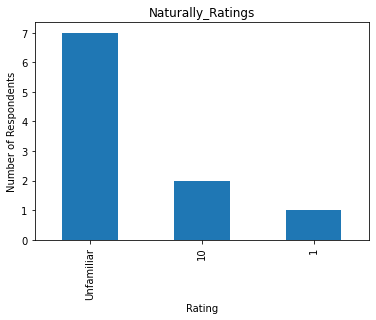 Naturally_Ratings
Number of Respondents
7
6
5
4
3
2
1
0
Unfamiliar
10
1
Rating